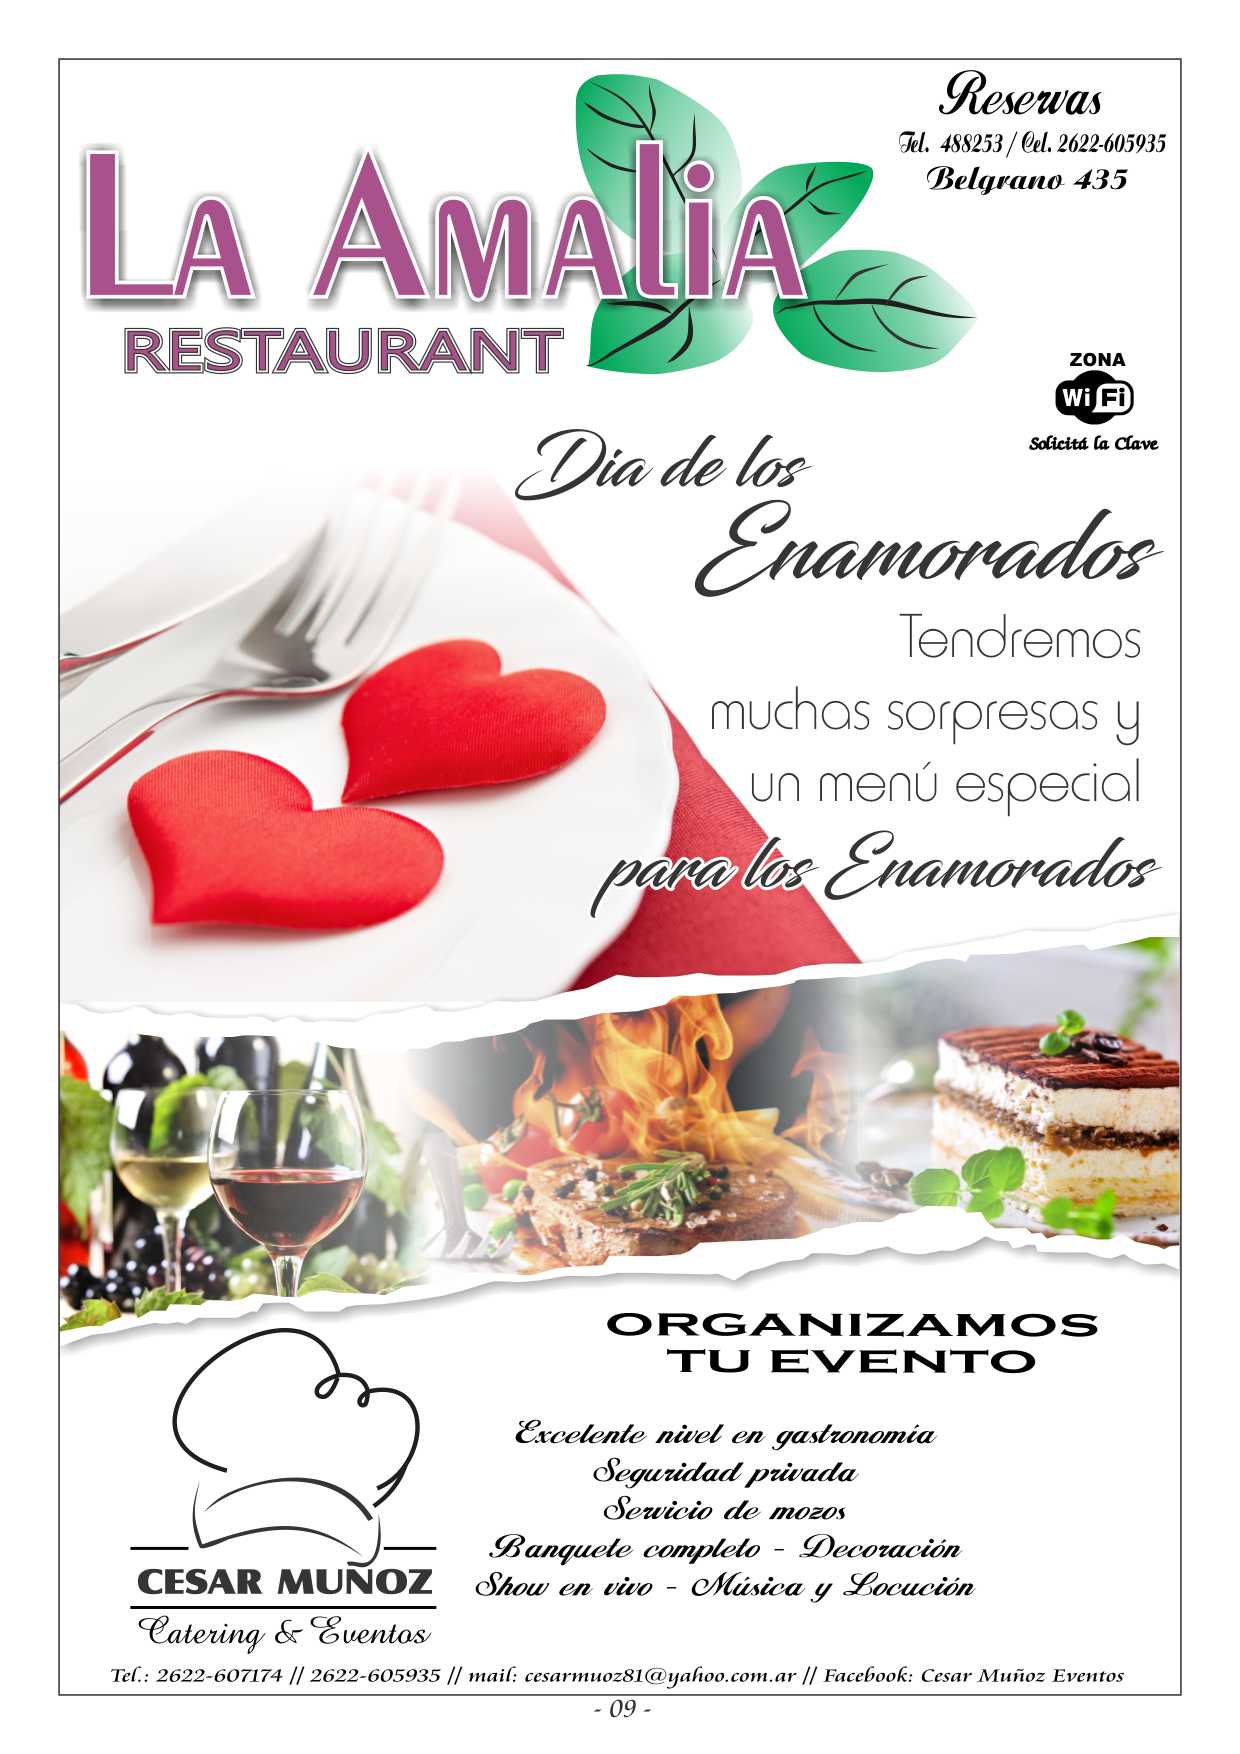 LA AMALIA
RESTAURANT
Reservas
Tel. 488253 / Cel. 2622-605935
Belgrano 435
ZONA
Wi Fi
Solicitá la Clave
Dia de los
Enamorados
Tendremos
muchas sorpresas y
un menú especial
para los Enamorados
ORGANIZAMOS
TU EVENTO
Excelente nivel en gastronomía
Seguridad privada
Servicio de mozos
Banquete completo - Decoración
Show en vivo - Música y Locución
CESAR MUÑOZ
Catering & Eventos
Tel.: 2622-607174 // 2622-605935 // mail: cesarmuoz81@yahoo.com.ar // Facebook: Cesar Muñoz Eventos
- 09 -